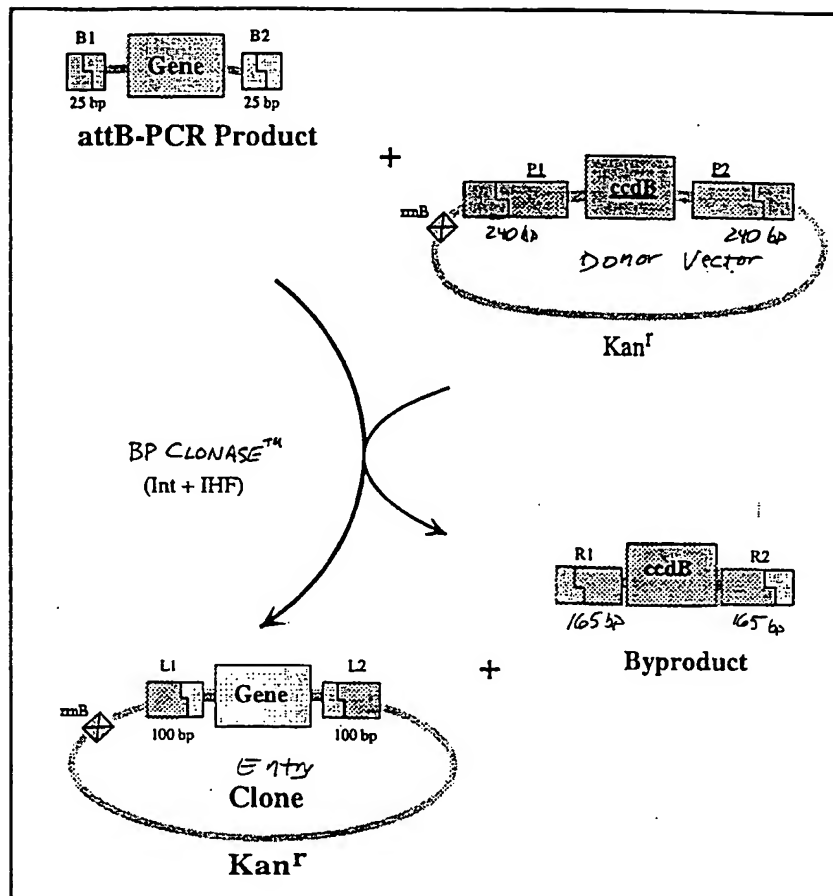 B1 B2
Gene
25 bp 25 bp
attB-PCR Product
+
P1 P2
ccdB
rrnB
240 bp 240 bp
Donor Vector
Kanr
BP CLONASE™
(Int + IHF)
R1 R2
ccdB
165 bp 165 bp
Byproduct
+
L1 L2
Gene
rrnB
100 bp 100 bp
Entry
Clone
Kanr